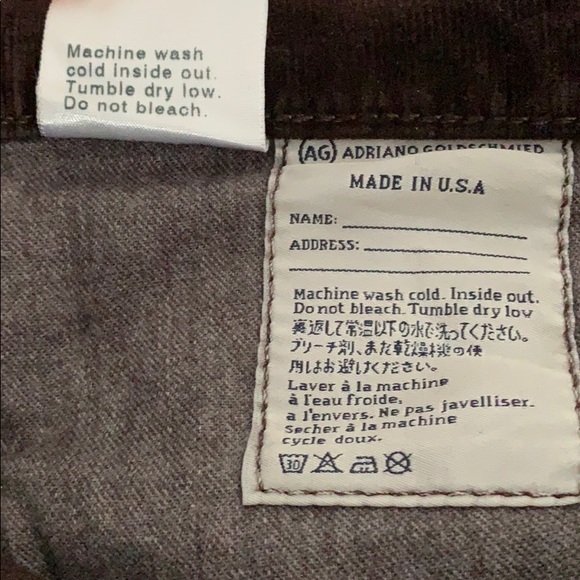 Machine wash
cold inside out.
Tumble dry low.
Do not bleach.
(AG) ADRIANO GOLDSCHMIED
MADE IN U.S.A
NAME:
ADDRESS:
Machine wash cold. Inside out.
Do not bleach. Tumble dry low
裏返して常温以下の水で洗ってください。
ブリーチ剤、また乾燥機の使
用はお避けください。
Laver à la machine
à l'eau froide,
a l'envers. Ne pas javelliser.
Secher à la machine
cycle doux.
30